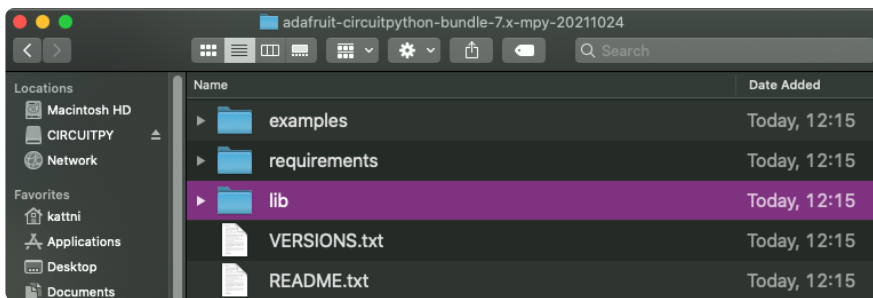 adafruit-circuitpython-bundle-7.x-mpy-20211024
Search
Locations
Macintosh HD
CIRCUITPY
Network
Favorites
kattni
Applications
Desktop
Documents
Name Date Added
examples Today, 12:15
requirements Today, 12:15
lib Today, 12:15
VERSIONS.txt Today, 12:15
README.txt Today, 12:15